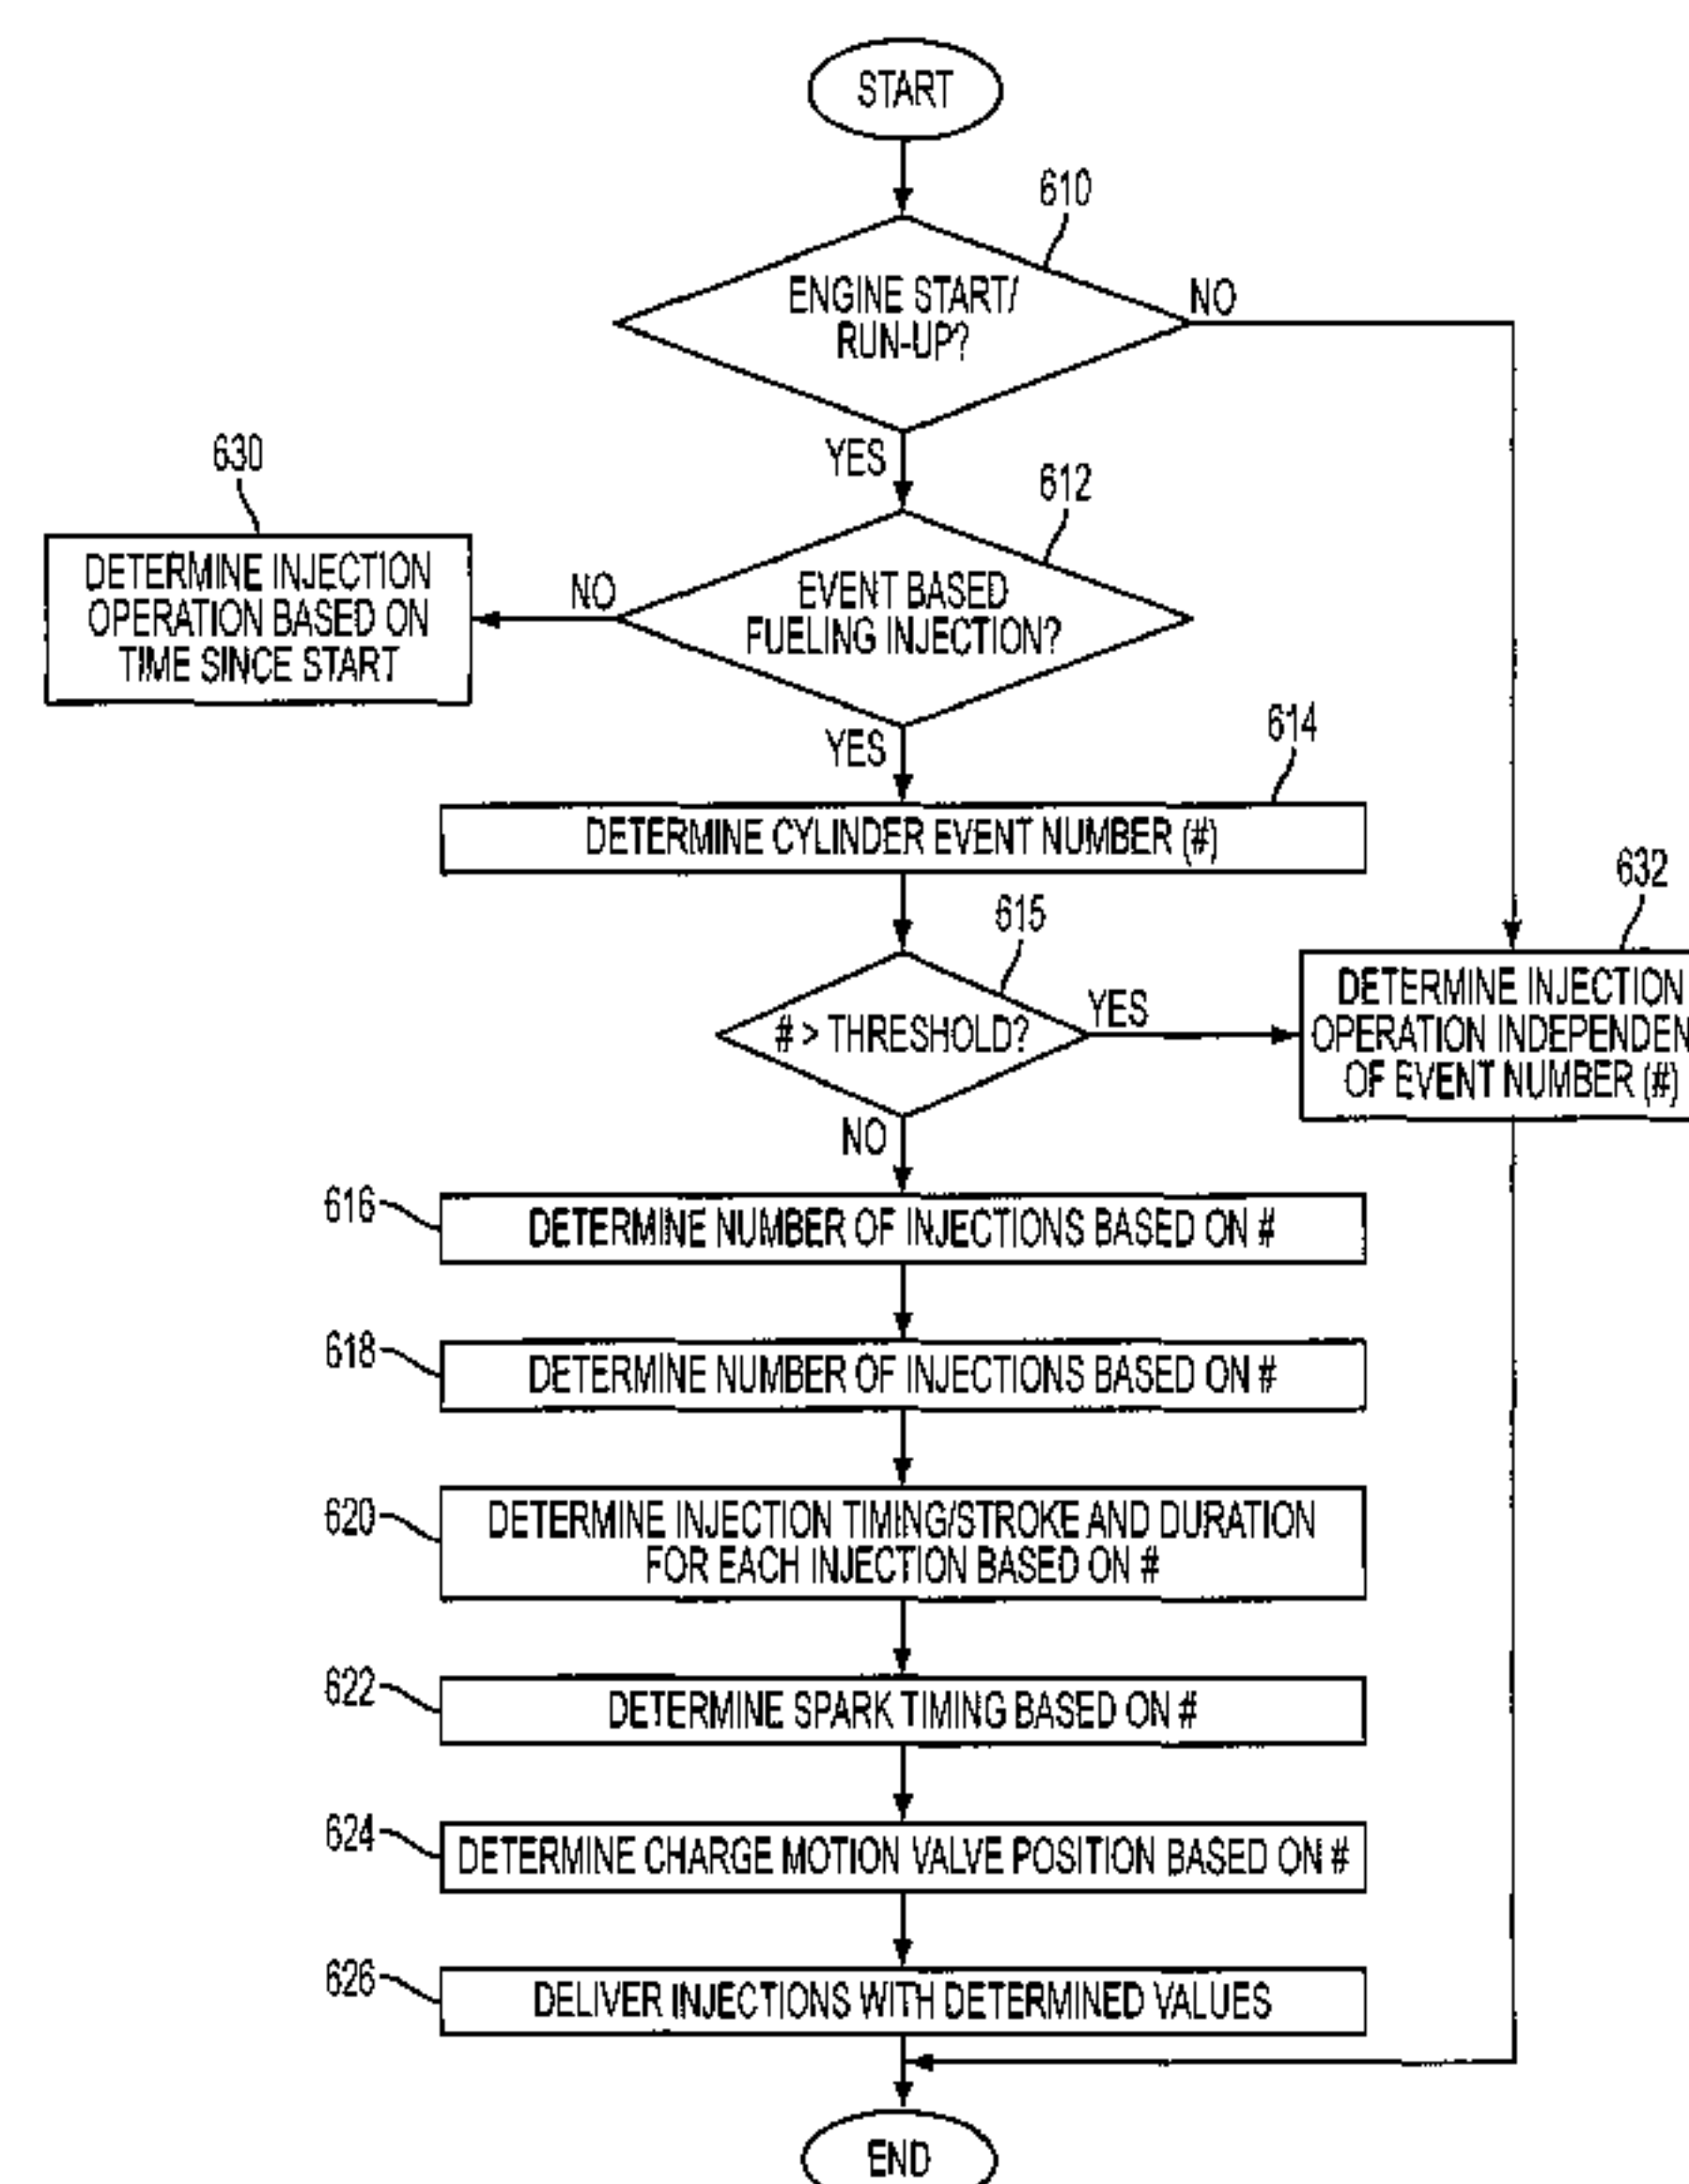 START
610
ENGINE START/
RUN-UP?
NO
YES
612
630
DETERMINE INJECTION
OPERATION BASED ON
TIME SINCE START
NO
EVENT BASED
FUELING INJECTION?
YES
614
DETERMINE CYLINDER EVENT NUMBER (#)
615
632
# > THRESHOLD?
YES
DETERMINE INJECTION
OPERATION INDEPENDEN
OF EVENT NUMBER (#)
NO
616
DETERMINE NUMBER OF INJECTIONS BASED ON #
618
DETERMINE NUMBER OF INJECTIONS BASED ON #
620
DETERMINE INJECTION TIMING/STROKE AND DURATION
FOR EACH INJECTION BASED ON #
622
DETERMINE SPARK TIMING BASED ON #
624
DETERMINE CHARGE MOTION VALVE POSITION BASED ON #
626
DELIVER INJECTIONS WITH DETERMINED VALUES
END